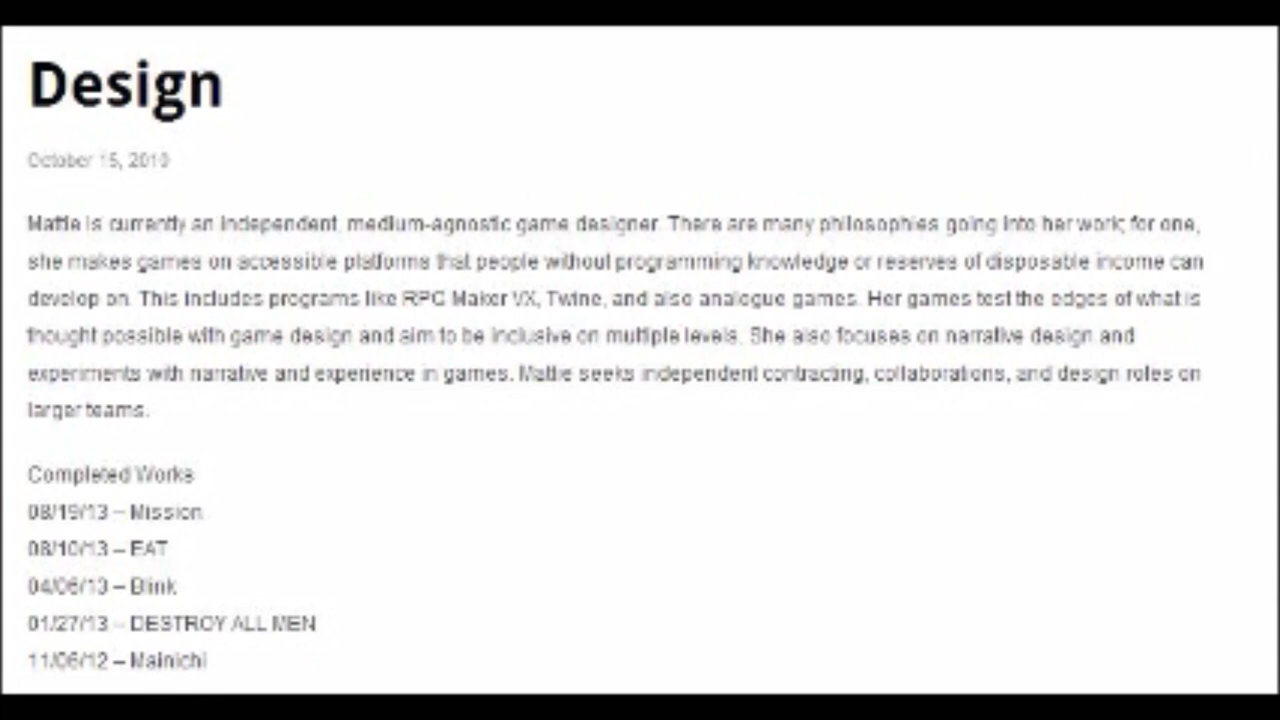 Design
October 15, 2010
Mattie is currently an independent, medium-agnostic game designer. There are many philosophies going into her work; for one,
she makes games on accessible platforms that people without programming knowledge or reserves of disposable income can
develop on. This includes programs like RPG Maker VX, Twine, and also analogue games. Her games test the edges of what is
thought possible with game design and aim to be inclusive on multiple levels. She also focuses on narrative design and
experiments with narrative and experience in games. Mattie seeks independent contracting, collaborations, and design roles on
larger teams.
Completed Works
08/19/13 – Mission
08/10/13 – EAT
04/06/13 – Blink
01/27/13 – DESTROY ALL MEN
11/06/12 – Mainichi